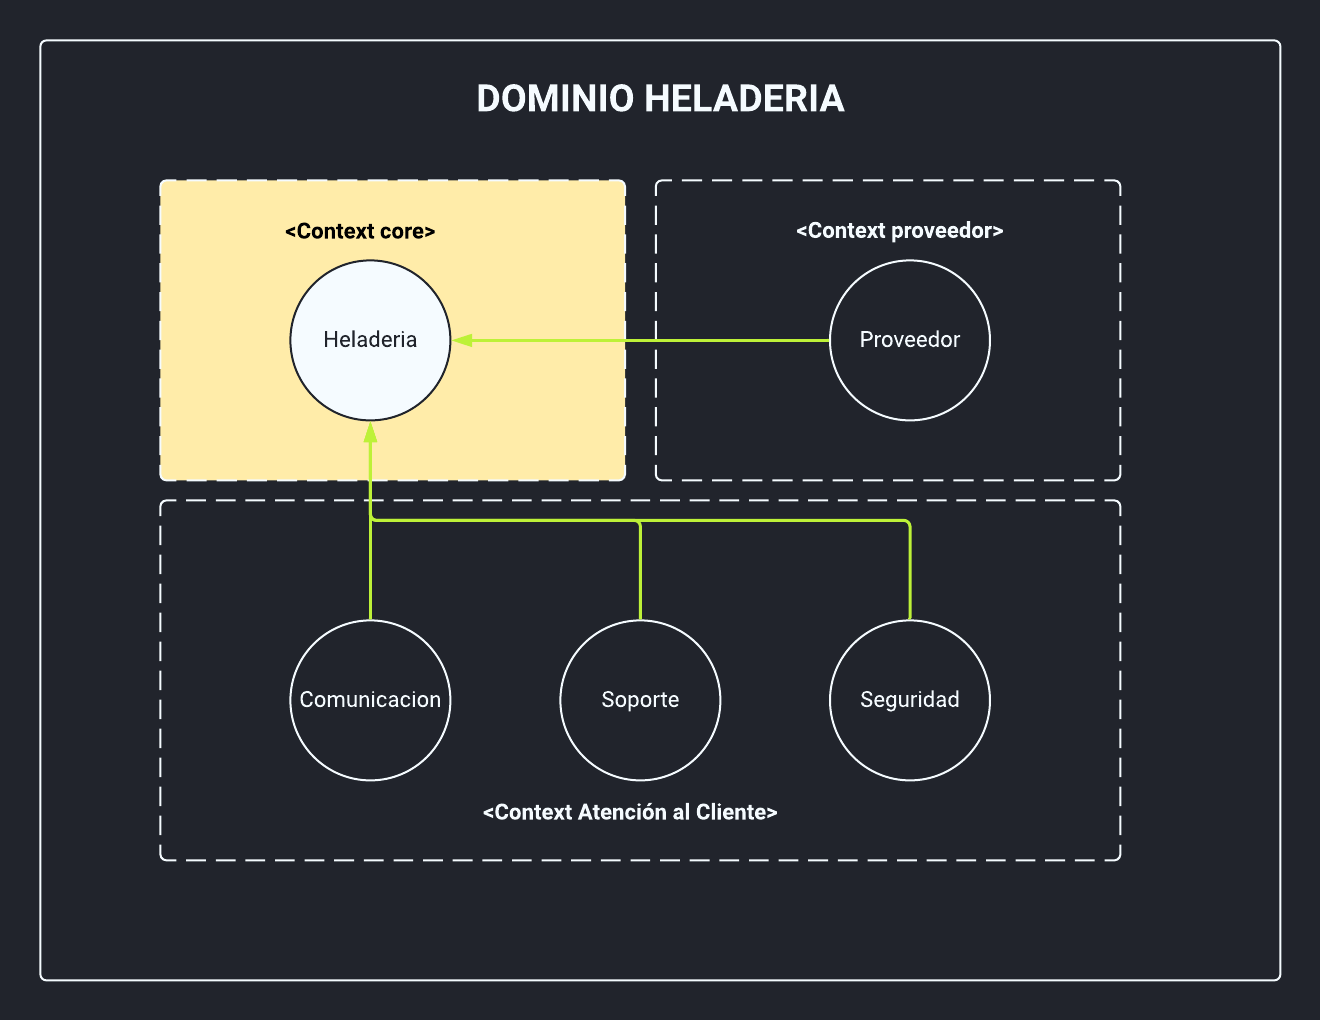 DOMINIO HELADERIA
<Context core>
<Context proveedor>
Heladeria
Proveedor
Comunicacion
Soporte
Seguridad
<Context Atención al Cliente>